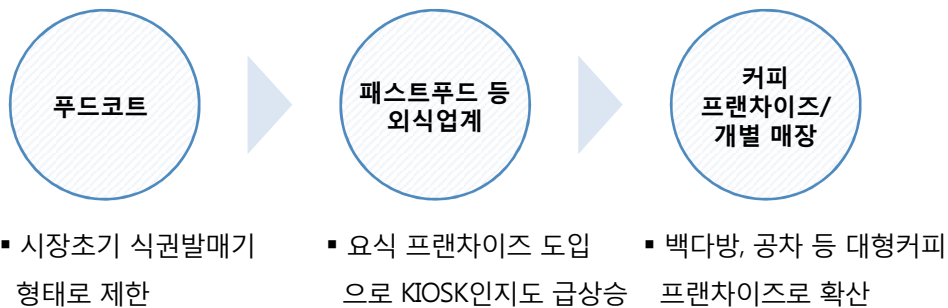 푸드코트
패스트푸드 등
외식업계
커피
프랜차이즈/
개별 매장
▪ 시장초기 식권발매기
형태로 제한
▪ 요식 프랜차이즈 도입
으로 KIOSK인지도 급상승
▪ 백다방, 공차 등 대형커피
프랜차이즈로 확산